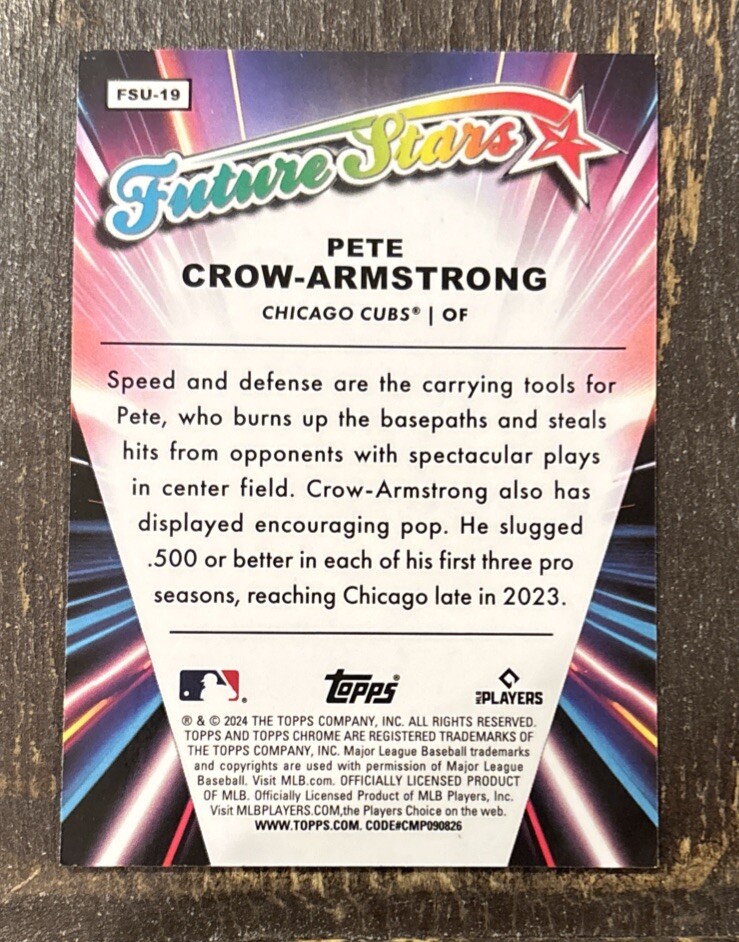 FSU-19
Future Stars
PETE
CROW-ARMSTRONG
CHICAGO CUBS® | OF
Speed and defense are the carrying tools for
Pete, who burns up the basepaths and steals
hits from opponents with spectacular plays
in center field. Crow-Armstrong also has
displayed encouraging pop. He slugged
.500 or better in each of his first three pro
seasons, reaching Chicago late in 2023.
® topps® MLB PLAYERS
® & © 2024 THE TOPPS COMPANY, INC. ALL RIGHTS RESERVED.
TOPPS AND TOPPS CHROME ARE REGISTERED TRADEMARKS OF
THE TOPPS COMPANY, INC. Major League Baseball trademarks
and copyrights are used with permission of Major League
Baseball. Visit MLB.com. OFFICIALLY LICENSED PRODUCT
OF MLB. Officially Licensed Product of MLB Players, Inc.
Visit MLBPLAYERS.COM,the Players Choice on the web.
WWW.TOPPS.COM. CODE#CMP090826